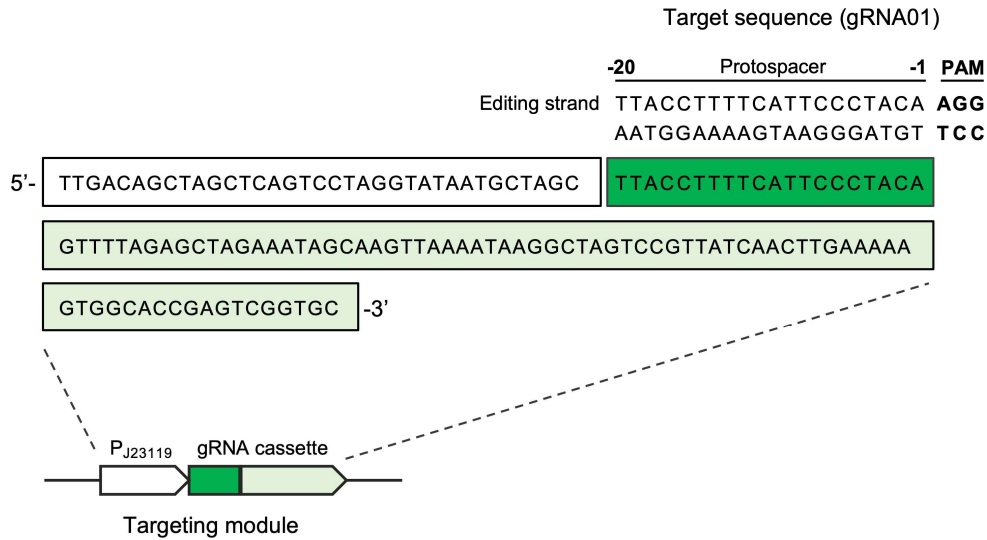 Target sequence (gRNA01)
-20 Protospacer -1 PAM
Editing strand TTACCTTTTCATTCCCTACA AGG
AATGGAAAAGTAAGGGATGT TCC
5'- TTGACAGCTAGCTCAGTCCTAGGTATAATGCTAGC TTACCTTTTCATTCCCTACA
GTTTTAGAGCTAGAAATAGCAAGTTAAAATAAGGCTAGTCCGTTATCAACTTGAAAAA
GTGGCACCGAGTCGGTGC -3'
PJ23119 gRNA cassette
Targeting module